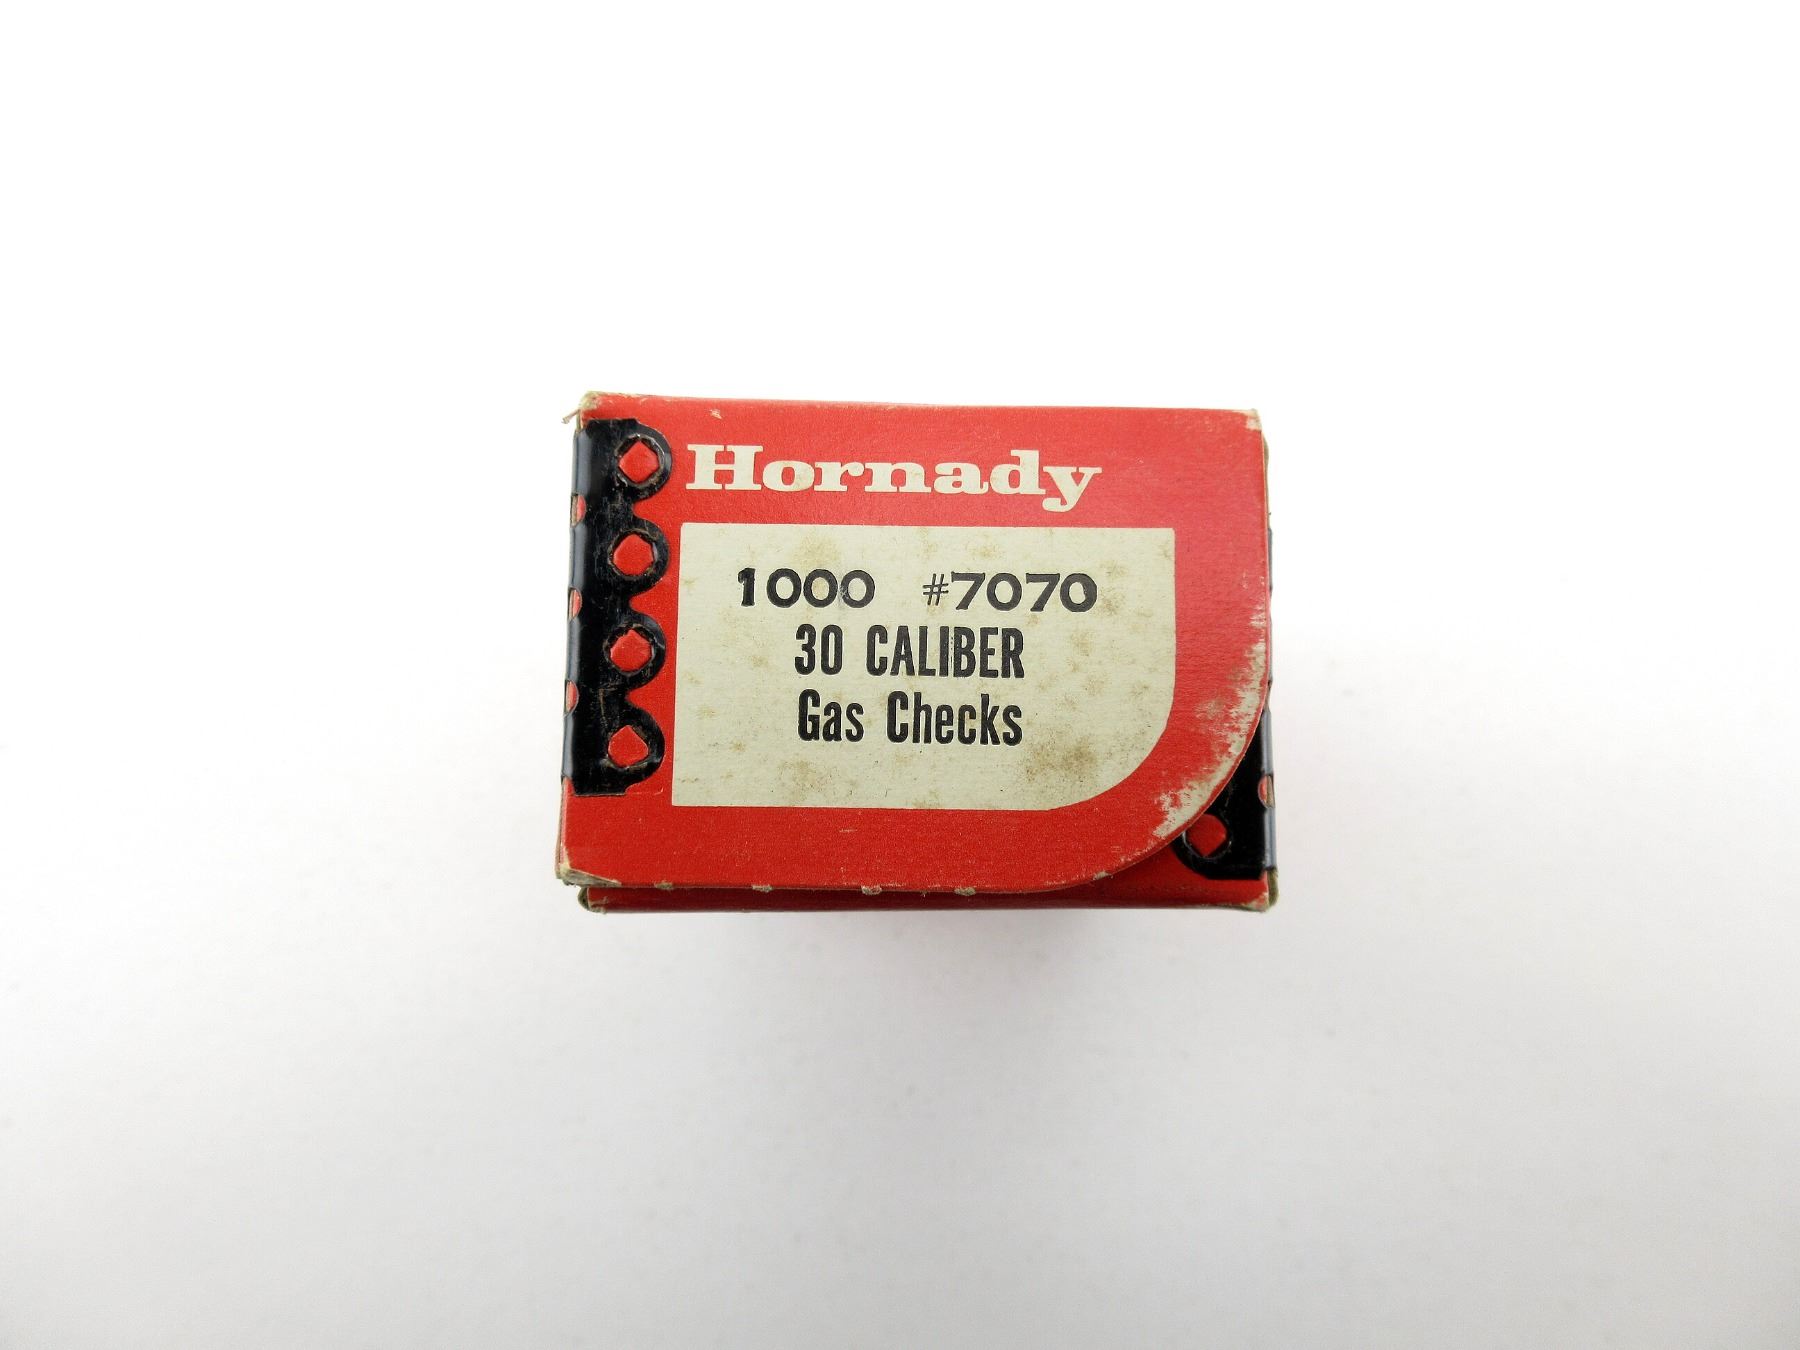 Hornady
1000 #7070
30 CALIBER
Gas Checks